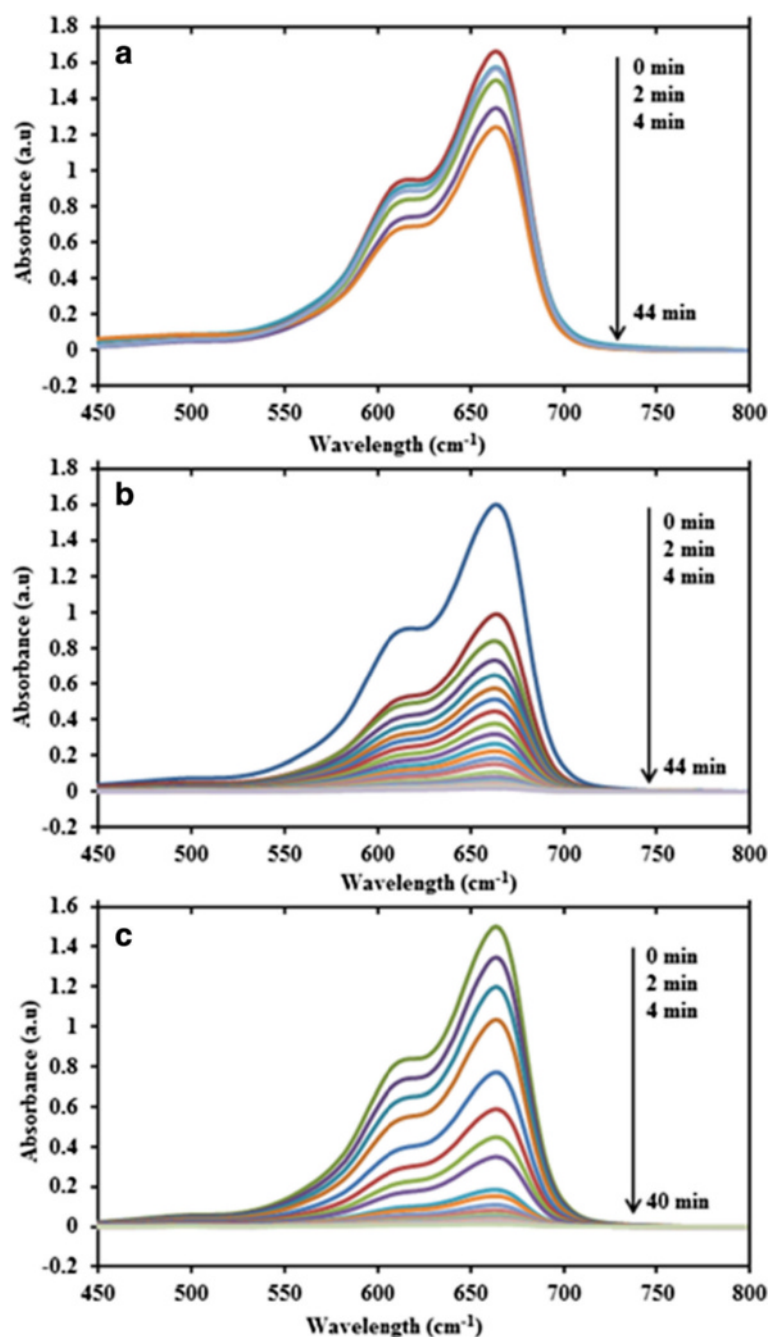 a
1.8
1.6
1.4
1.2
1
0.8
0.6
0.4
0.2
0
-0.2
Absorbance (a.u)
0 min
2 min
4 min
44 min
450 500 550 600 650 700 750 800
Wavelength (cm⁻¹)
b
1.8
1.6
1.4
1.2
1
0.8
0.6
0.4
0.2
0
-0.2
Absorbance (a.u)
0 min
2 min
4 min
44 min
450 500 550 600 650 700 750 800
Wavelength (cm⁻¹)
c
1.6
1.4
1.2
1
0.8
0.6
0.4
0.2
0
-0.2
Absorbance (a.u)
0 min
2 min
4 min
40 min
450 500 550 600 650 700 750 800
Wavelength (cm⁻¹)